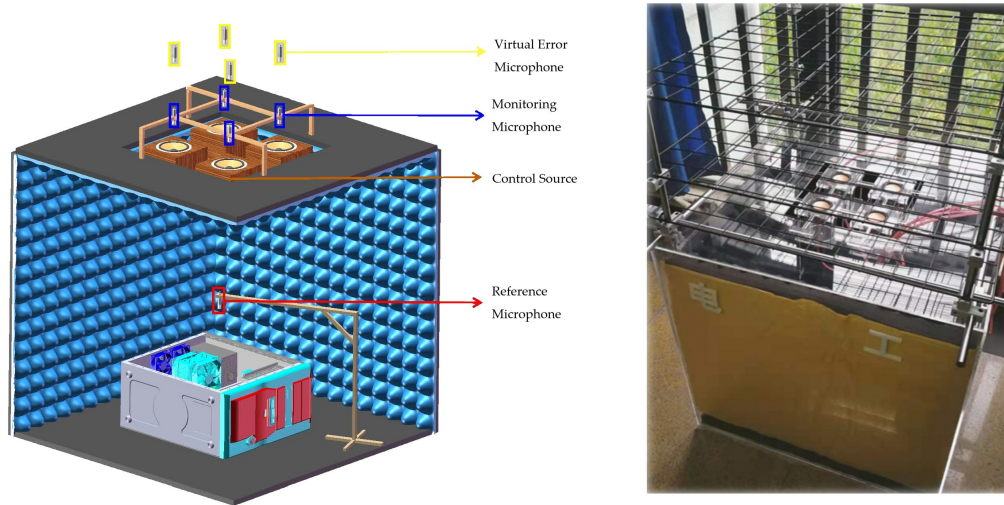 Virtual Error
Microphone
Monitoring
Microphone
Control Source
Reference
Microphone
电
工